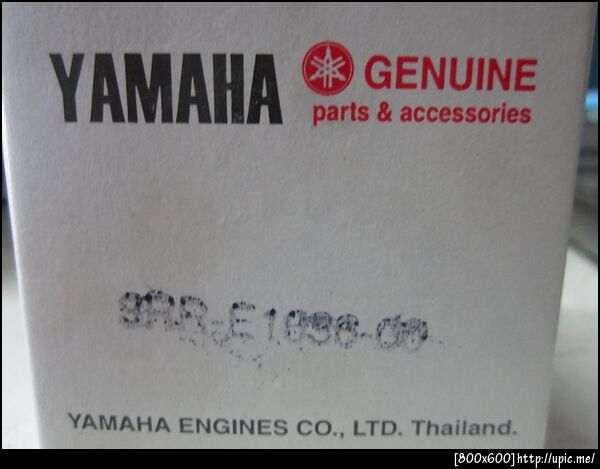 YAMAHA
GENUINE
parts & accessories
YAMAHA ENGINES CO., LTD. Thailand.
[800x600]http://upic.me/